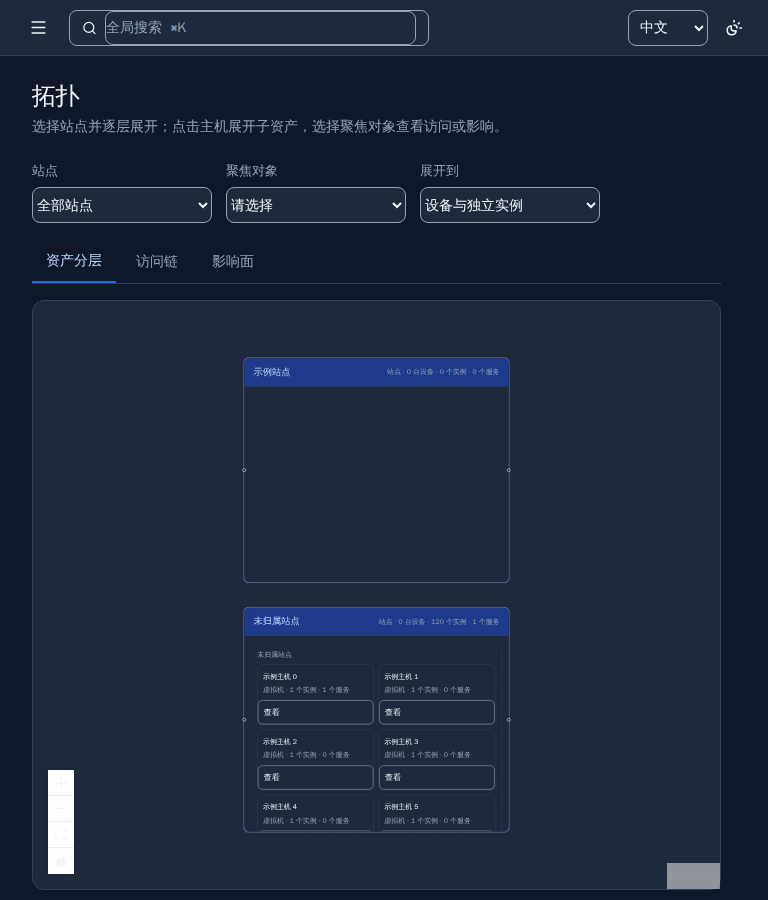 全局搜索 ⌘K
中文
拓扑
选择站点并逐层展开；点击主机展开子资产，选择聚焦对象查看访问或影响。
站点
聚焦对象
展开到
全部站点
请选择
设备与独立实例
资产分层
访问链
影响面
示例站点
站点 · 0 台设备 · 0 个实例 · 0 个服务
未归属站点
站点 · 0 台设备 · 120 个实例 · 1 个服务
未归属站点
示例主机 0
示例主机 1
虚拟机 · 1 个实例 · 1 个服务
虚拟机 · 1 个实例 · 0 个服务
查看
查看
示例主机 2
示例主机 3
虚拟机 · 1 个实例 · 0 个服务
虚拟机 · 1 个实例 · 0 个服务
查看
查看
示例主机 4
示例主机 5
虚拟机 · 1 个实例 · 0 个服务
虚拟机 · 1 个实例 · 0 个服务